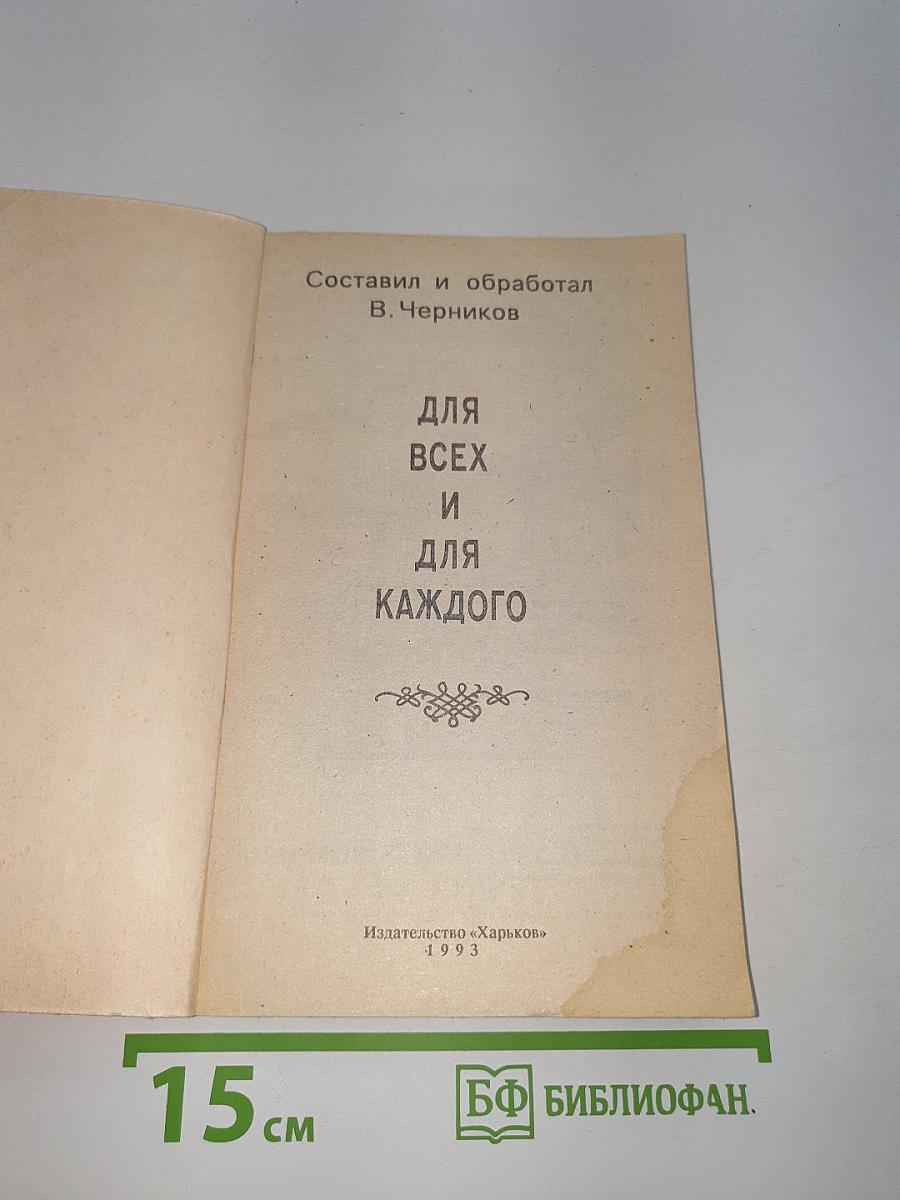 Составил и обработал
В. Черников
ДЛЯ
ВСЕХ
И
ДЛЯ
КАЖДОГО
Издательство «Харьков»
1993
15 см
БФ БИБЛИОФАН.